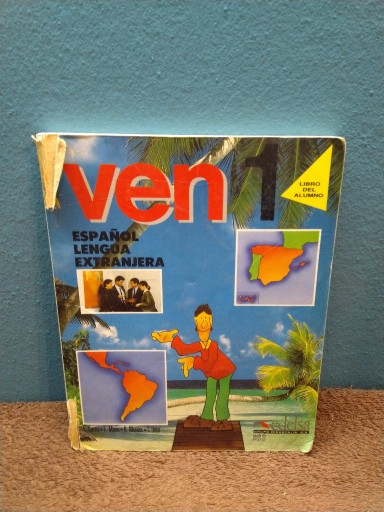 ven 1
LIBRO DEL
ALUMNO
ESPAÑOL
LENGUA
EXTRANJERA
edelsa